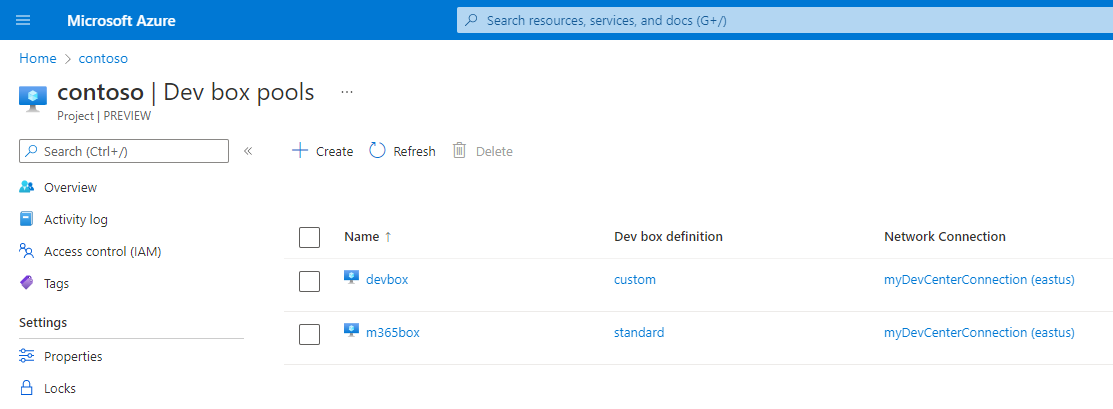 Microsoft Azure
Search resources, services, and docs (G+/)
Home > contoso
contoso | Dev box pools ...
Project | PREVIEW
Search (Ctrl+/) «
Create Refresh Delete
Overview
Activity log
Access control (IAM)
Tags
Settings
Properties
Locks
Name ↑ Dev box definition Network Connection
devbox custom myDevCenterConnection (eastus)
m365box standard myDevCenterConnection (eastus)